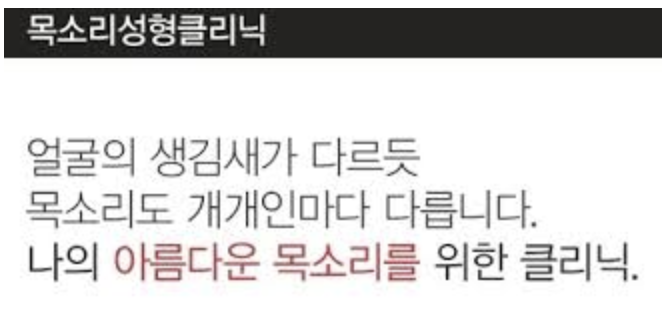 목소리성형클리닉
얼굴의 생김새가 다르듯
목소리도 개개인마다 다릅니다.
나의 아름다운 목소리를 위한 클리닉.